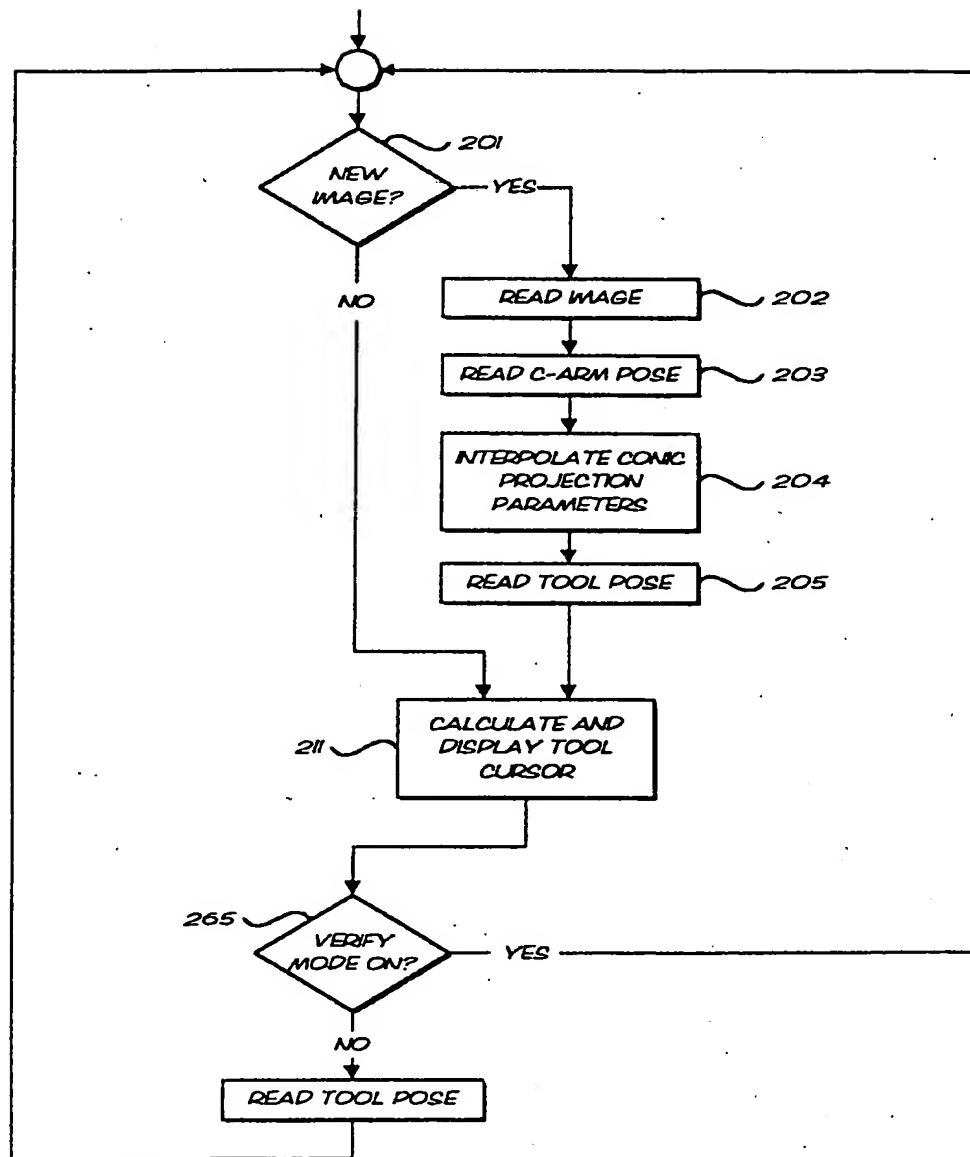 201
NEW
IMAGE?
YES
NO
READ IMAGE
202
READ C-ARM POSE
203
INTERPOLATE CONIC
PROJECTION
PARAMETERS
204
READ TOOL POSE
205
211
CALCULATE AND
DISPLAY TOOL
CURSOR
265
VERIFY
MODE ON?
YES
NO
READ TOOL POSE